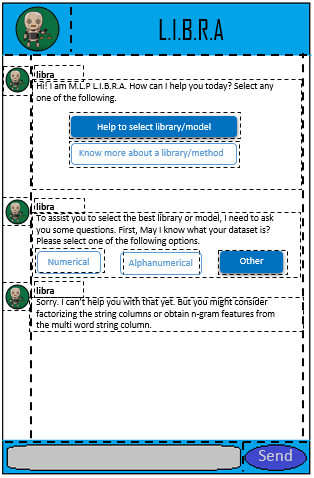 L.I.B.R.A
libra
Hi! I am M.L.P L.I.B.R.A. How can I help you today? Select any
one of the following.
Help to select library/model
Know more about a library/method
libra
To assist you to select the best library or model, I need to ask
you some questions. First, May I know what your dataset is?
Please select one of the following options.
Numerical
Alphanumerical
Other
libra
Sorry. I can't help you with that yet. But you might consider
factorizing the string columns or obtain n-gram features from
the multi word string column.
Send